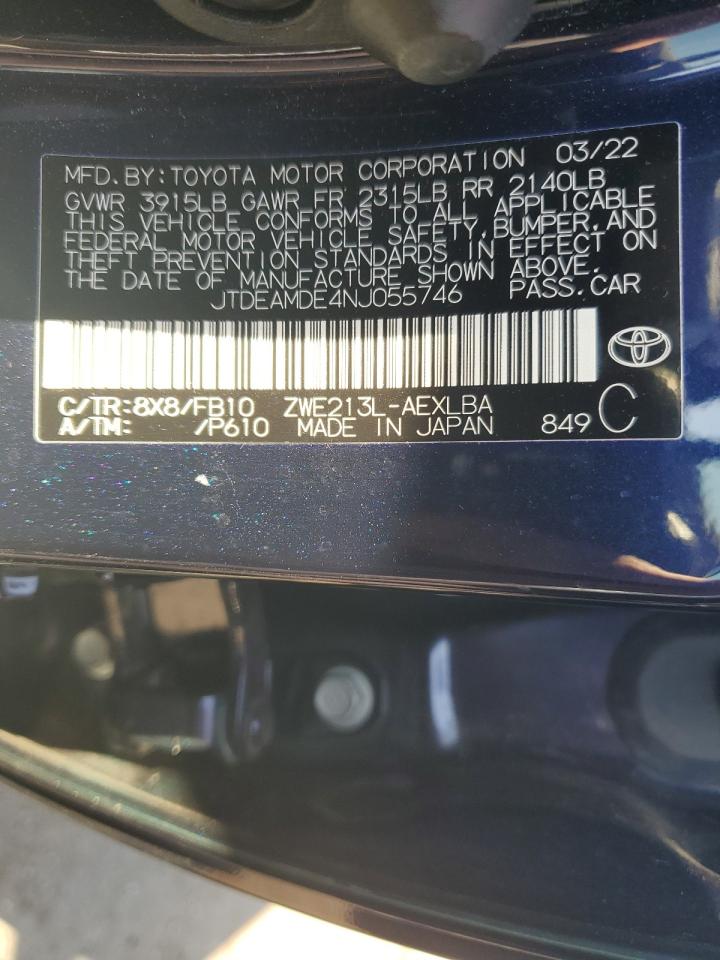 MFD.BY:TOYOTA MOTOR CORPORATION 03/22
GVWR 3915LB GAWR FR 2315LB RR 2140LB
THIS VEHICLE CONFORMS TO ALL APPLICABLE
FEDERAL MOTOR VEHICLE SAFETY,BUMPER,AND
THEFT PREVENTION STANDARDS IN EFFECT ON
THE DATE OF MANUFACTURE SHOWN ABOVE.
JTDEAMDE4NJ055746 PASS.CAR
C/TR:8X8/FB10 ZWE213L-AEXLBA
A/TM: /P610 MADE IN JAPAN 849 C